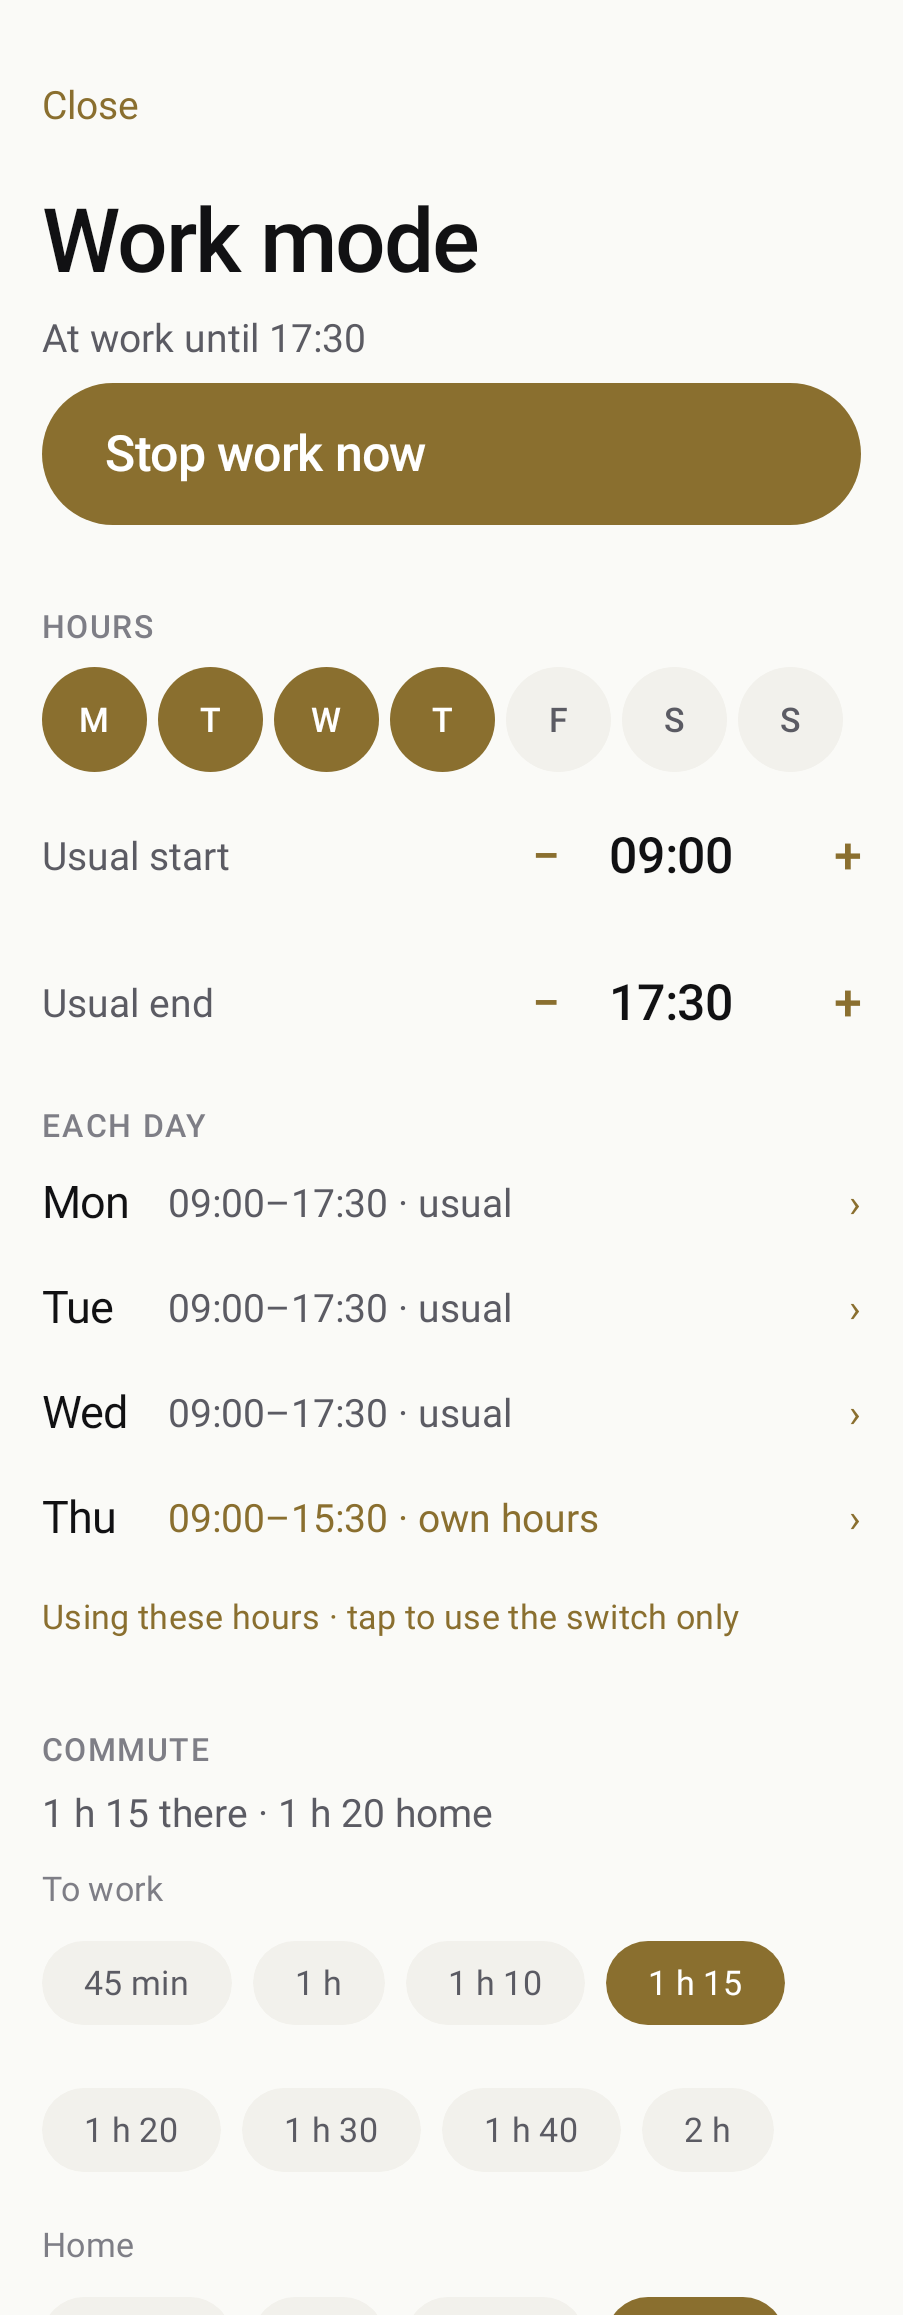 Close
Work mode
At work until 17:30
Stop work now
HOURS
M T W T F S S
Usual start − 09:00 +
Usual end − 17:30 +
EACH DAY
Mon 09:00–17:30 · usual ›
Tue 09:00–17:30 · usual ›
Wed 09:00–17:30 · usual ›
Thu 09:00–15:30 · own hours ›
Using these hours · tap to use the switch only
COMMUTE
1 h 15 there · 1 h 20 home
To work
45 min 1 h 1 h 10 1 h 15
1 h 20 1 h 30 1 h 40 2 h
Home